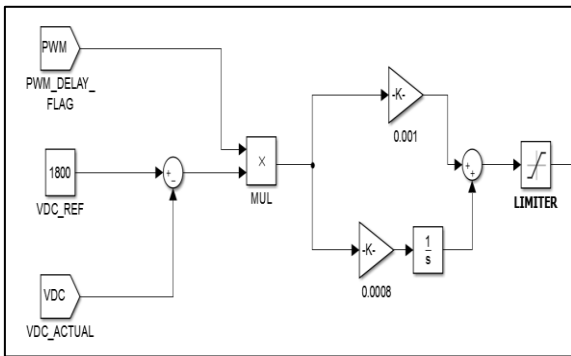 PWM
PWM_DELAY_
FLAG
1800
VDC_REF
VDC
VDC_ACTUAL
+
−
×
MUL
-K-
0.001
-K-
0.0008
1
s
+
+
LIMITER